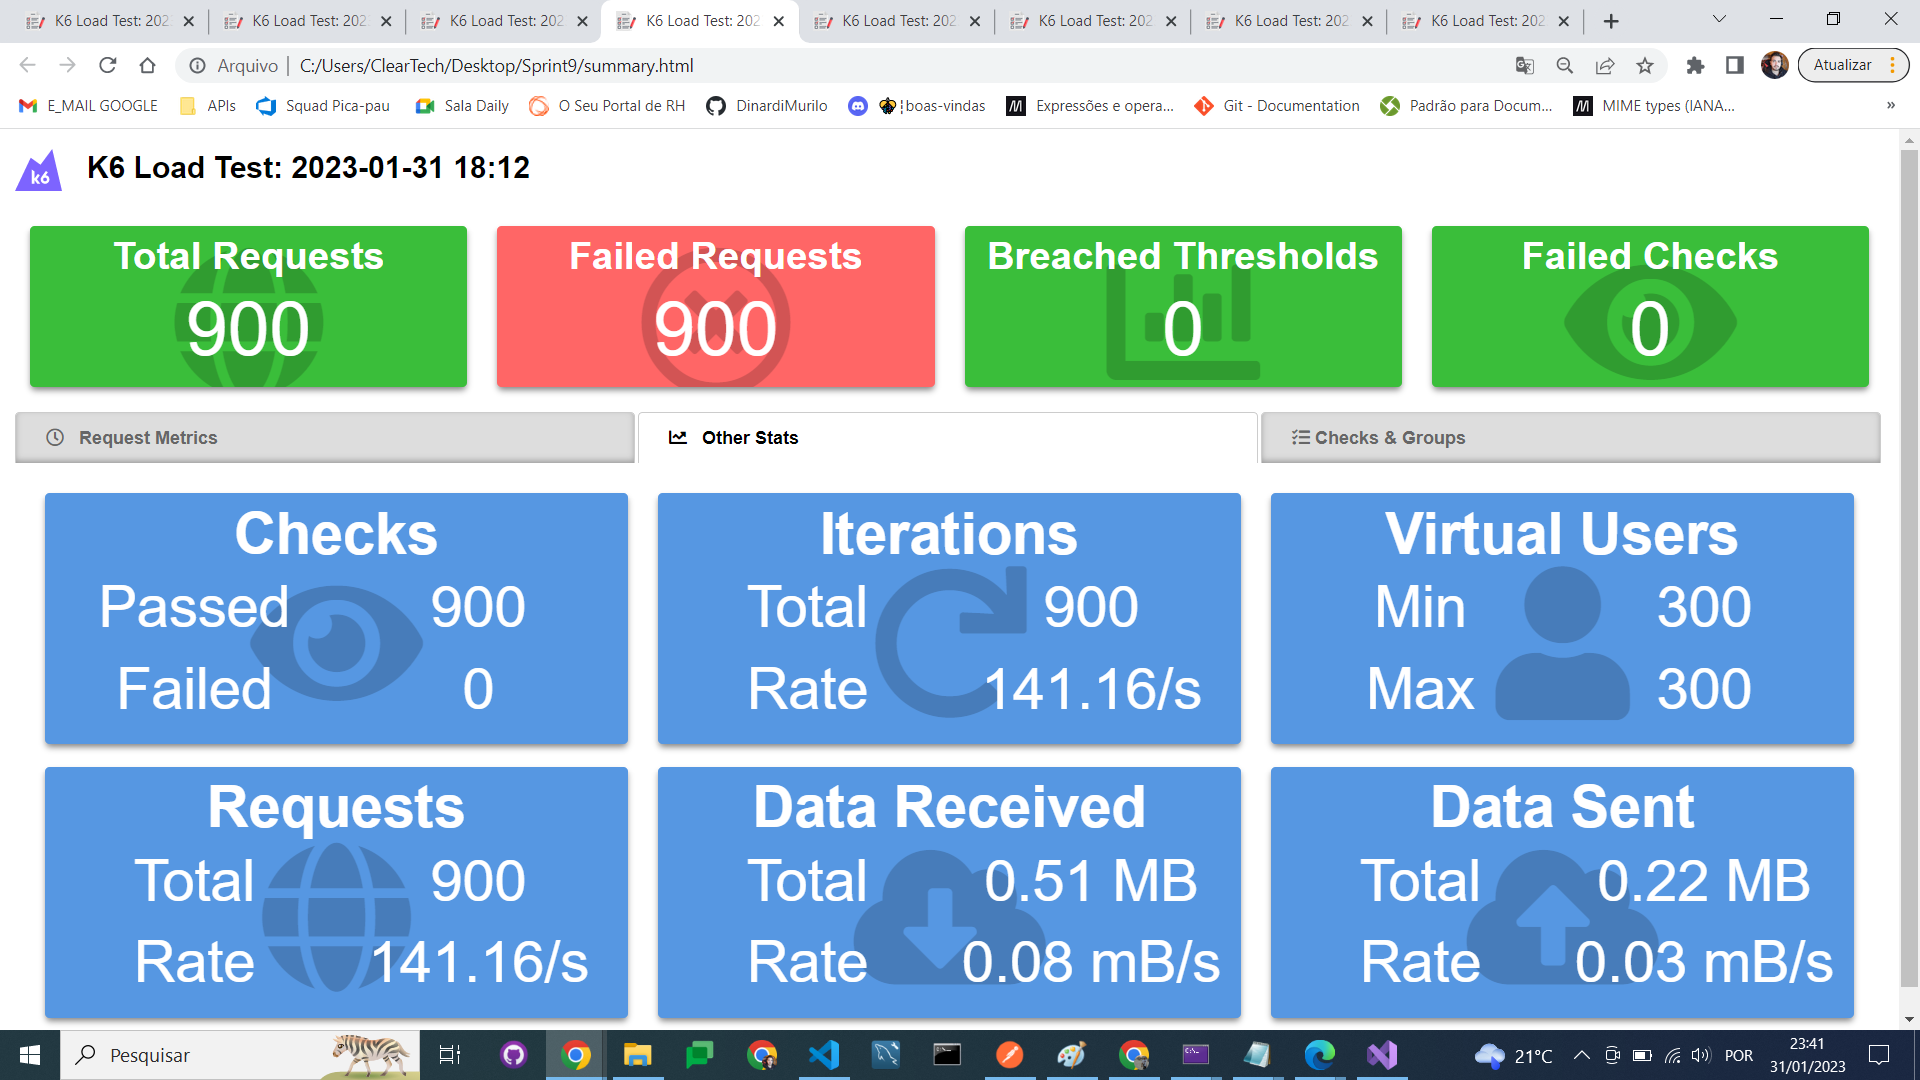 K6 Load Test: 202
K6 Load Test: 202
K6 Load Test: 202
K6 Load Test: 202
K6 Load Test: 202
K6 Load Test: 202
K6 Load Test: 202
K6 Load Test: 202
Arquivo | C:/Users/ClearTech/Desktop/Sprint9/summary.html
Atualizar
E_MAIL GOOGLE
APIs
Squad Pica-pau
Sala Daily
O Seu Portal de RH
DinardiMurilo
¦boas-vindas
Expressões e opera...
Git - Documentation
Padrão para Docum...
MIME types (IANA...
»
k6
K6 Load Test: 2023-01-31 18:12
Total Requests
900
Failed Requests
900
Breached Thresholds
0
Failed Checks
0
Request Metrics
Other Stats
Checks & Groups
Checks
Passed 900
Failed 0
Iterations
Total 900
Rate 141.16/s
Virtual Users
Min 300
Max 300
Requests
Total 900
Rate 141.16/s
Data Received
Total 0.51 MB
Rate 0.08 mB/s
Data Sent
Total 0.22 MB
Rate 0.03 mB/s
Pesquisar
21°C
POR
23:41
31/01/2023